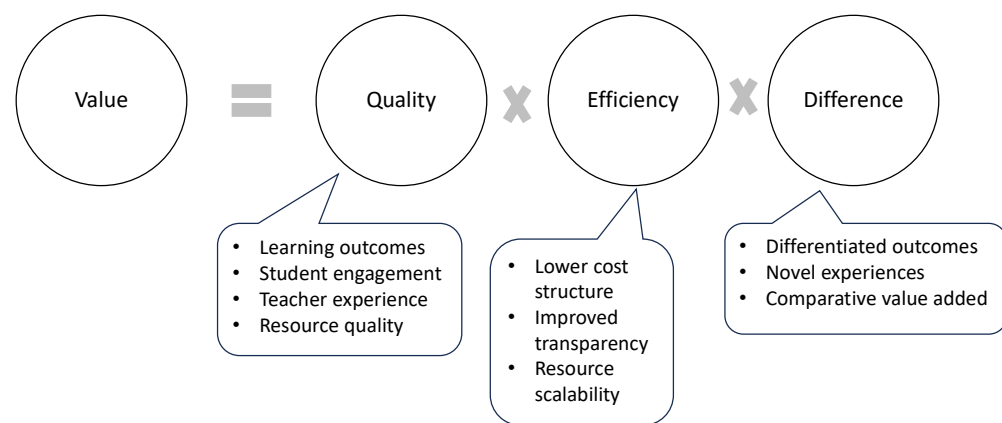 Value = Quality × Efficiency × Difference
• Learning outcomes
• Student engagement
• Teacher experience
• Resource quality
• Lower cost
structure
• Improved
transparency
• Resource
scalability
• Differentiated outcomes
• Novel experiences
• Comparative value added